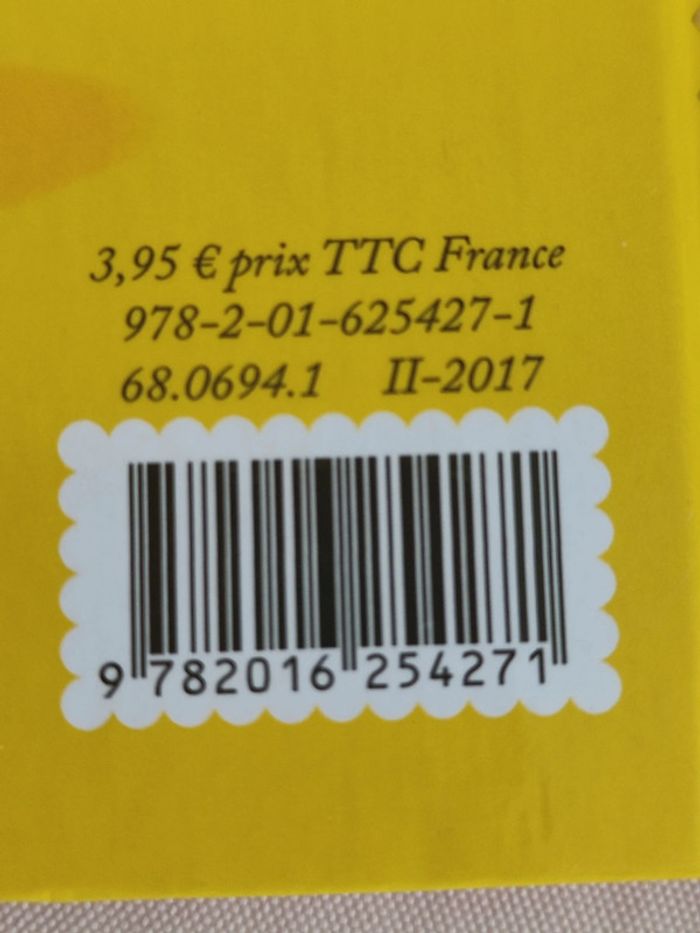 3,95 € prix TTC France
978-2-01-625427-1
68.0694.1 II-2017
9 782016 254271